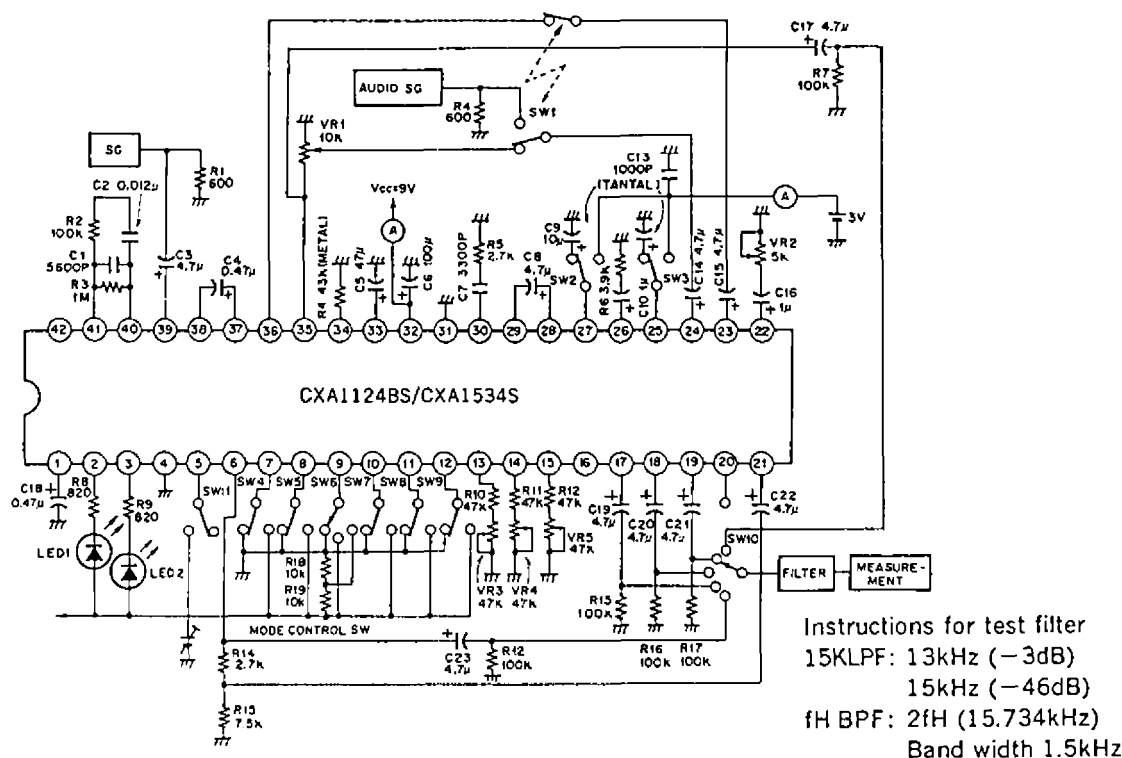 C17 4.7μ
R7
100K
AUDIO SG
R4
600
SW1
VR1
10K
SG
R1
600
C2 0.012μ
R2
100K
C1
5600P
R3
1M
C3
4.7μ
C4
0.47μ
Vcc=9V
A
R4 43K(METAL)
C5 47μ
C6 100μ
C7 3300P
R5
2.7K
C8
4.7μ
C9
10μ
SW2
C13
1000P
(TANTAL)
R6 3.9K
C10 1μ
SW3
C14 4.7μ
C15 4.7μ
A
3V
VR2
5K
C16
1μ
42 41 40 39 38 37 36 35 34 33 32 31 30 29 28 27 26 25 24 23 22
CXA1124BS/CXA1534S
1 2 3 4 5 6 7 8 9 10 11 12 13 14 15 16 17 18 19 20 21
C18
0.47μ
R8
820
R9
820
LED1
LED2
SW11
SW4
SW5
SW6
SW7
SW8
SW9
R10
47K
R11
47K
R12
47K
VR5
47K
VR3
47K
VR4
47K
R18
10K
R19
10K
C19
4.7μ
C20
4.7μ
C21
4.7μ
C22
4.7μ
SW10
FILTER
MEASURE-
MENT
R15
100K
R16
100K
R17
100K
MODE CONTROL SW
R14
2.7K
C23
4.7μ
R12
100K
R13
7.5K
Instructions for test filter
15KLPF: 13kHz (−3dB)
15kHz (−46dB)
fH BPF: 2fH (15.734kHz)
Band width 1.5kHz